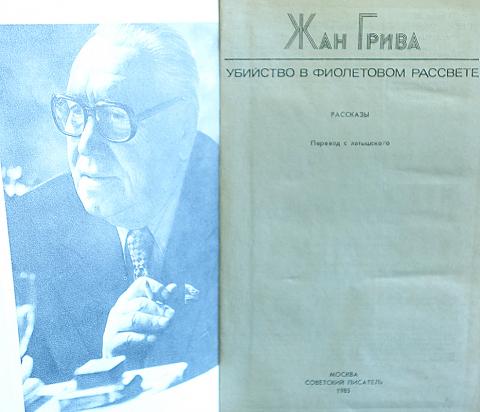 Жан Грива
УБИЙСТВО В ФИОЛЕТОВОМ РАССВЕТЕ
РАССКАЗЫ
Перевод с латышского
МОСКВА
СОВЕТСКИЙ ПИСАТЕЛЬ
1985